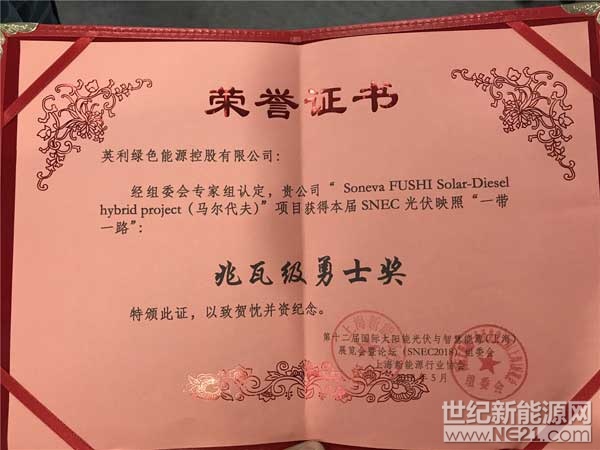 荣誉证书
英利绿色能源控股有限公司：
经组委会专家组认定，贵公司“ Soneva FUSHI Solar-Diesel
hybrid project（马尔代夫）”项目获得本届 SNEC 光伏映照“一带
一路”：
兆瓦级勇士奖
特颁此证，以致贺忱并资纪念。
第十二届国际太阳能光伏与智慧能源（上海）
展览会暨论坛（SNEC2018）组委会
上海新能源行业协会
2018 年 5 月
组委会
世纪新能源网
www.NE21.com